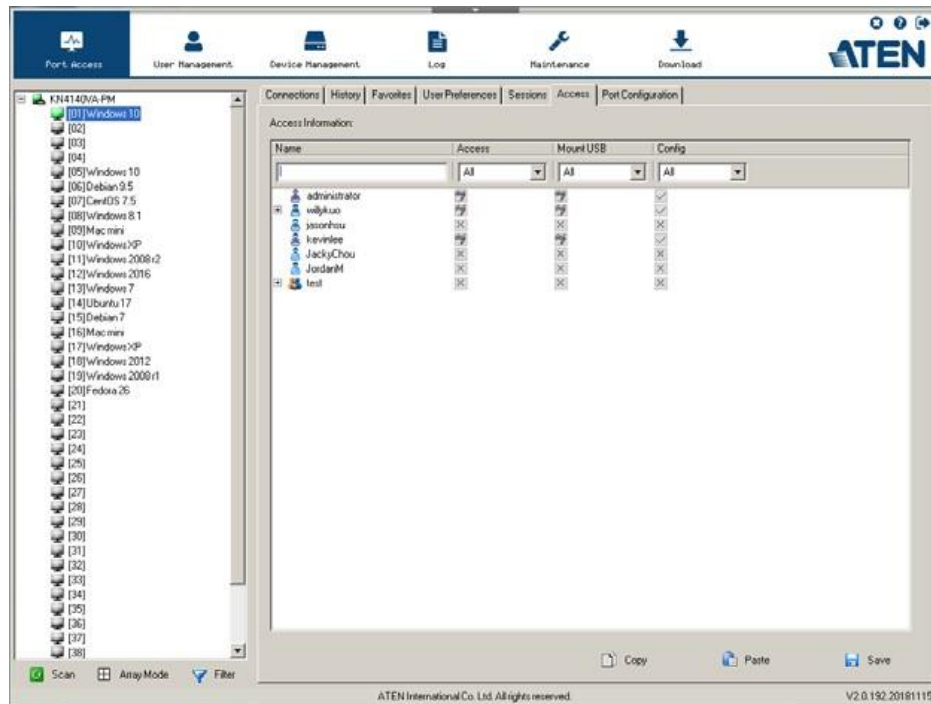 Port Access
User Management
Device Management
Log
Maintenance
Download
ATEN
KN4140VA-PM
[01]Windows 10
[02]
[03]
[04]
[05]Windows 10
[06]Debian 9.5
[07]CentOS 7.5
[08]Windows 8.1
[09]Mac mini
[10]Windows XP
[11]Windows 2008 r2
[12]Windows 2016
[13]Windows 7
[14]Ubuntu 17
[15]Debian 7
[16]Mac mini
[17]Windows XP
[18]Windows 2012
[19]Windows 2008 r1
[20]Fedora 26
[21]
[22]
[23]
[24]
[25]
[26]
[27]
[28]
[29]
[30]
[31]
[32]
[33]
[34]
[35]
[36]
[37]
[38]
Scan
Array Mode
Filter
Connections
History
Favorites
User Preferences
Sessions
Access
Port Configuration
Access Information:
Name Access Mount USB Config
All All All
administrator
willykuo
jasonhsu
kevinlee
JackyChou
JordanM
test
Copy
Paste
Save
ATEN International Co. Ltd. All rights reserved.
V2.0.192.20181115